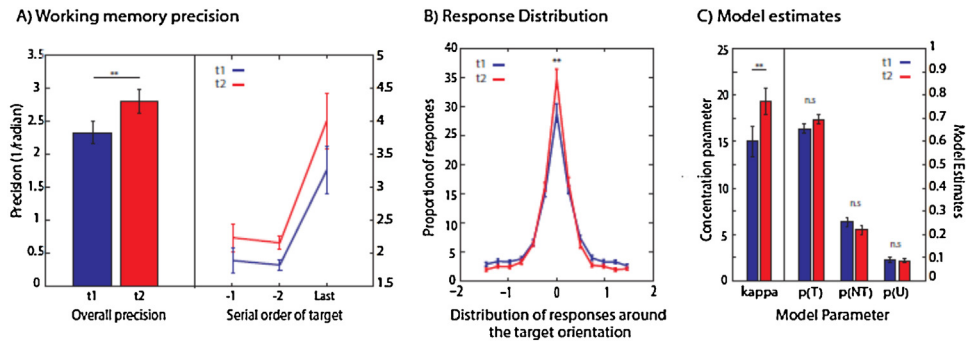 A) Working memory precision
3.5
3
2.5
2
1.5
1
0.5
0
Precision (1/radian)
**
t1
t2
Overall precision
t1
t2
5
4.5
4
3.5
3
2.5
2
1.5
-1
-2
Last
Serial order of target
B) Response Distribution
40
35
30
25
20
15
10
5
0
Proportion of responses
t1
t2
**
−2
−1
0
1
2
Distribution of responses around
the target orientation
C) Model estimates
25
20
15
10
5
0
Concentration parameter
**
t1
t2
n.s
n.s
n.s
1
0.9
0.8
0.7
0.6
0.5
0.4
0.3
0.2
0.1
0
Model Estimates
kappa
p(T)
p(NT)
p(U)
Model Parameter